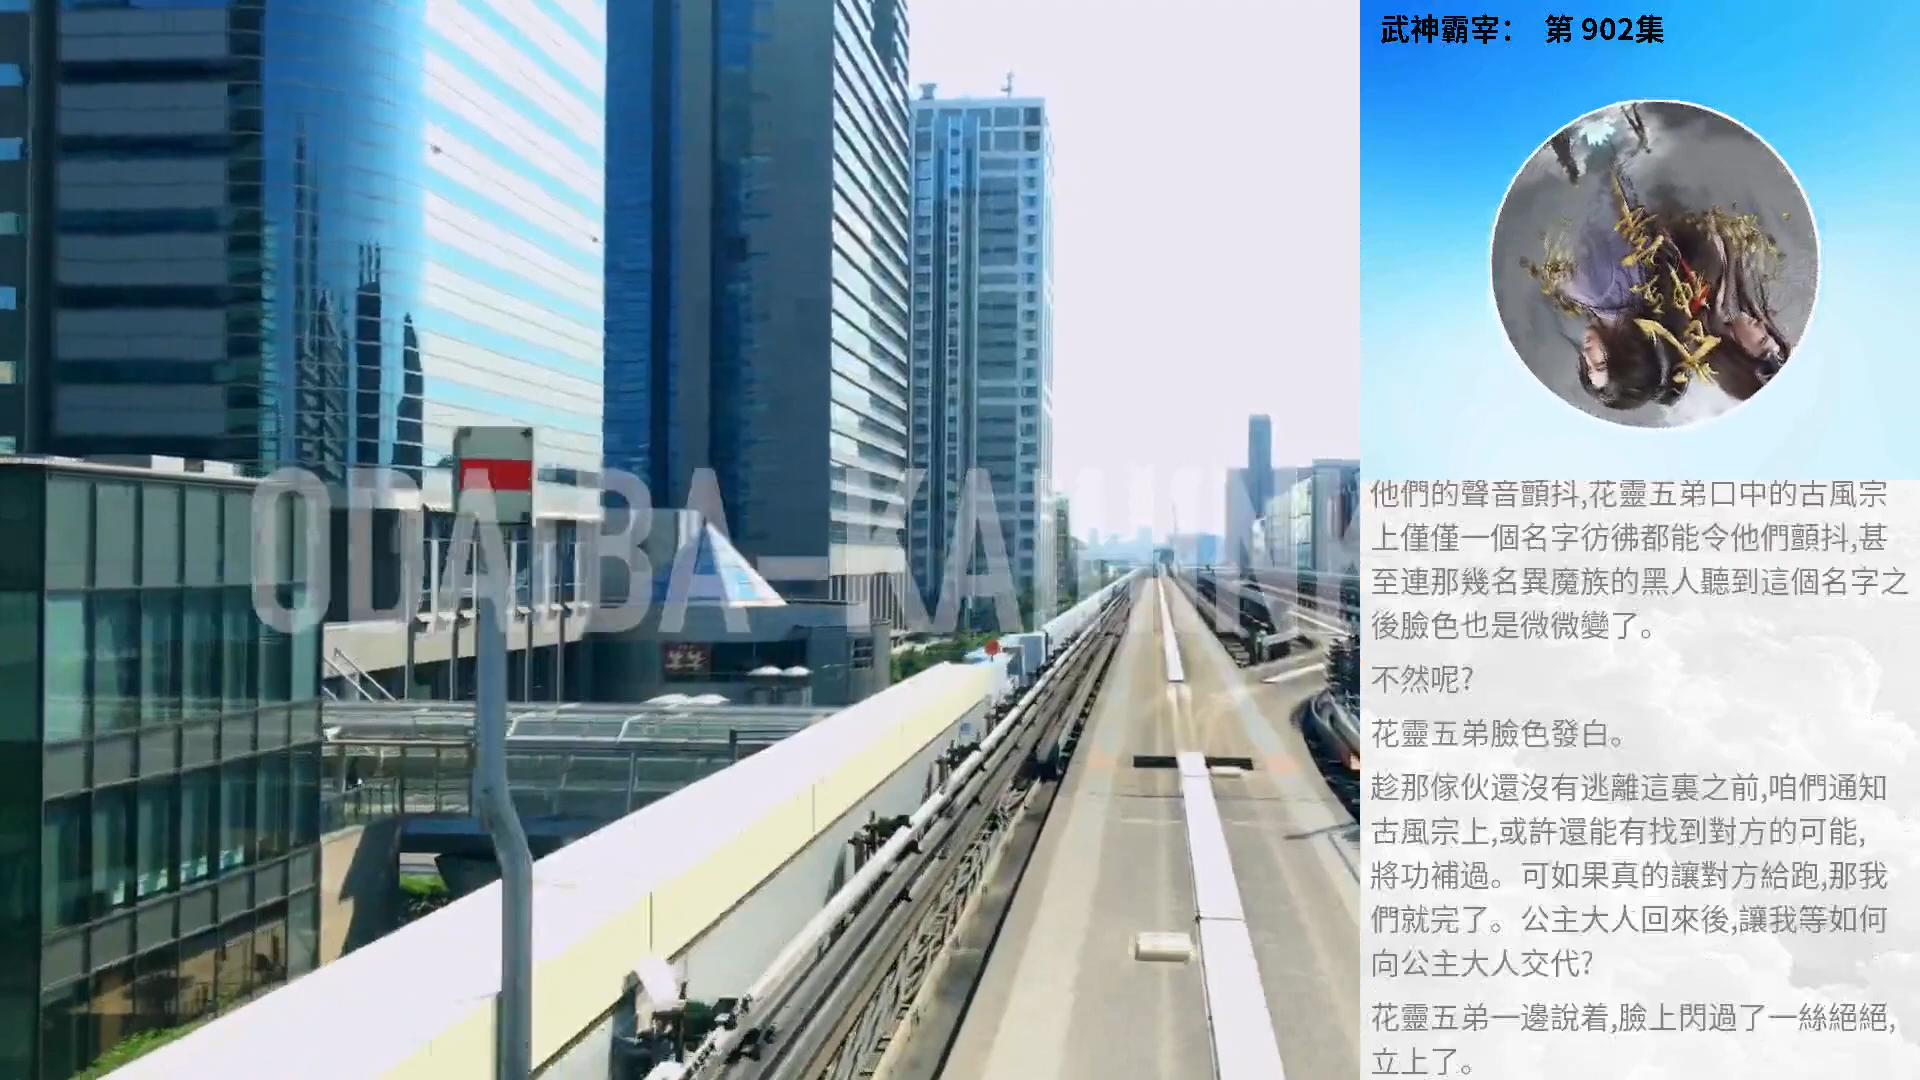 武神霸宰： 第 902集
ODAIBA-KAIHIN
他們的聲音顫抖,花靈五弟口中的古風宗
上僅僅一個名字彷彿都能令他們顫抖,甚
至連那幾名異魔族的黑人聽到這個名字之
後臉色也是微微變了。
不然呢?
花靈五弟臉色發白。
趁那傢伙還沒有逃離這裏之前,咱們通知
古風宗上,或許還能有找到對方的可能,
將功補過。可如果真的讓對方給跑,那我
們就完了。公主大人回來後,讓我等如何
向公主大人交代?
花靈五弟一邊說着,臉上閃過了一絲絕絕,
立上了。